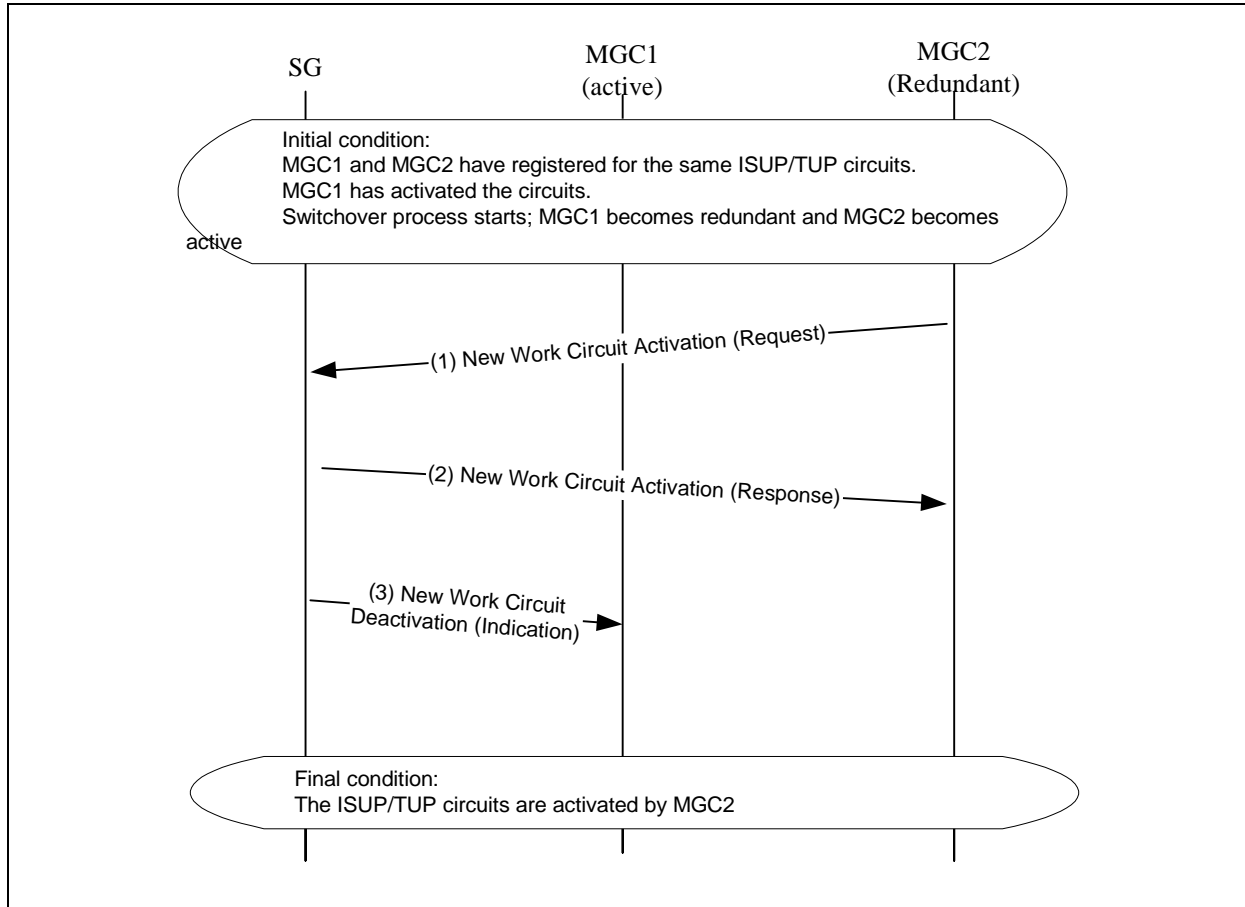 SG
MGC1
(active)
MGC2
(Redundant)
Initial condition:
MGC1 and MGC2 have registered for the same ISUP/TUP circuits.
MGC1 has activated the circuits.
Switchover process starts; MGC1 becomes redundant and MGC2 becomes
active
(1) New Work Circuit Activation (Request)
(2) New Work Circuit Activation (Response)
(3) New Work Circuit
Deactivation (Indication)
Final condition:
The ISUP/TUP circuits are activated by MGC2